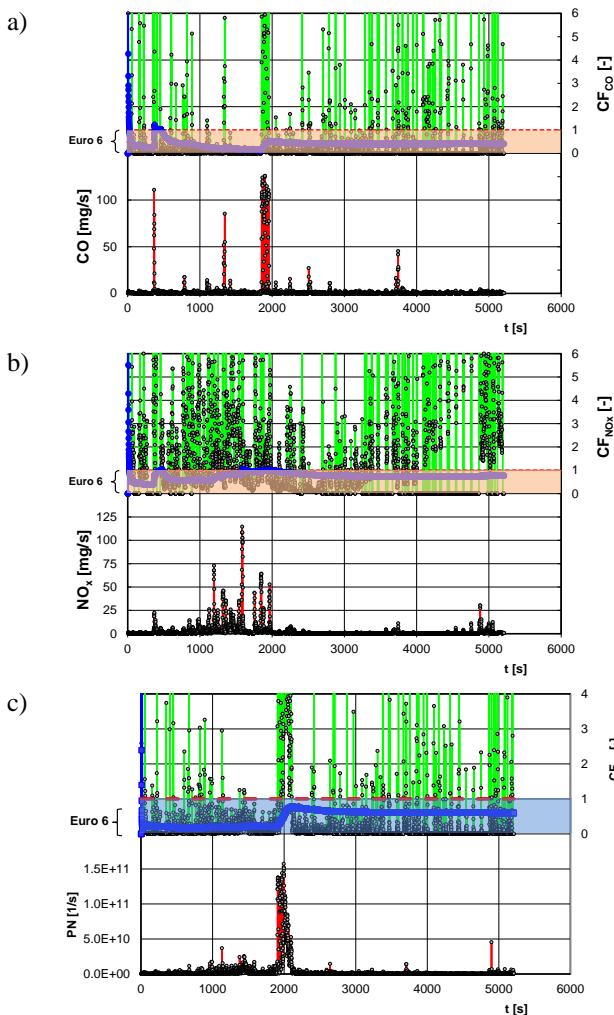 a)
6
5
4
3
2
1
0
CF_CO [-]
Euro 6
100
50
0
CO [mg/s]
0 1000 2000 3000 4000 5000 6000
t [s]
b)
6
5
4
3
2
1
0
CF_NOx [-]
Euro 6
125
100
75
50
25
0
NO_x [mg/s]
0 1000 2000 3000 4000 5000 6000
t [s]
c)
4
3
2
1
0
Euro 6
1.5E+11
1.0E+11
5.0E+10
0.0E+00
PN [1/s]
0 1000 2000 3000 4000 5000 6000
t [s]